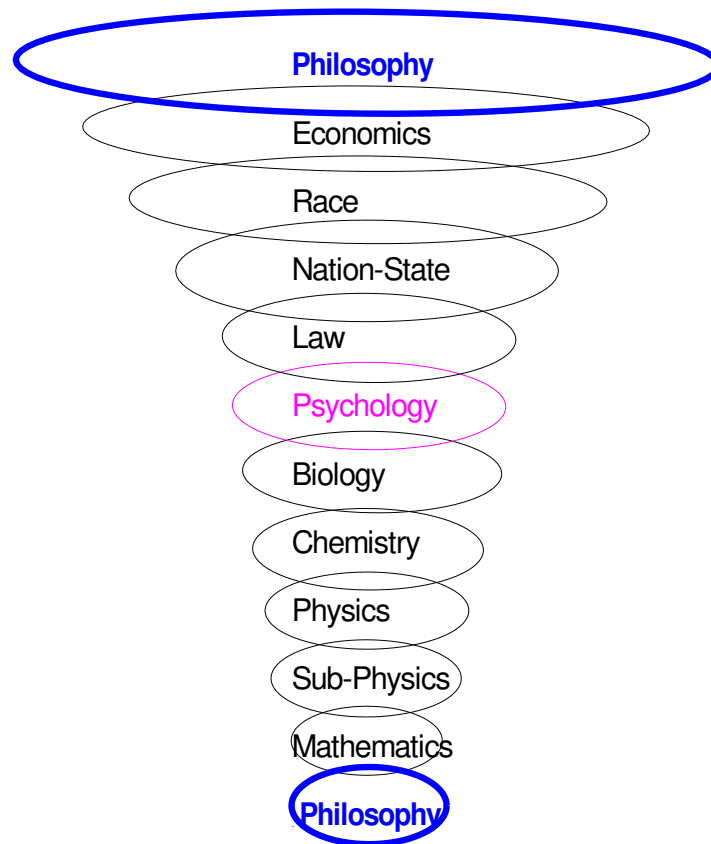 Philosophy
Economics
Race
Nation-State
Law
Psychology
Biology
Chemistry
Physics
Sub-Physics
Mathematics
Philosophy